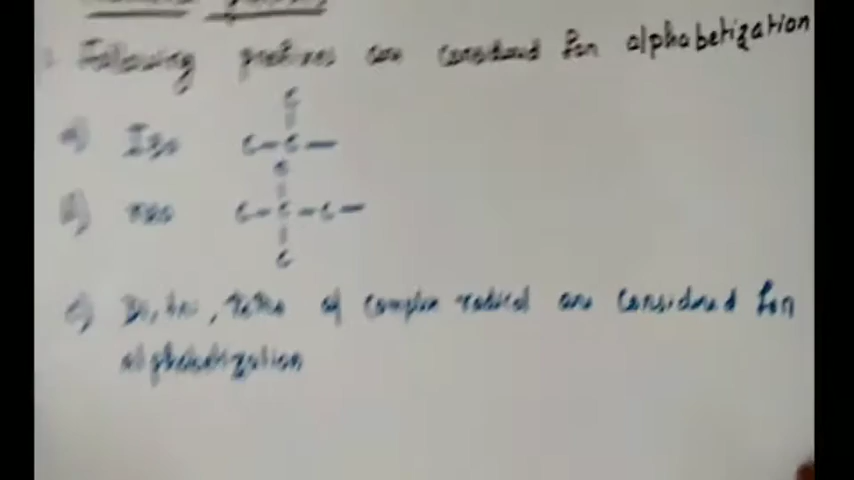 Following prefixes are considered for alphabetization
a) Iso
C
C-C-
b) neo
C
C-C-C-
C
c) Di, tri, tetra of complex radical are considered for
alphabetization